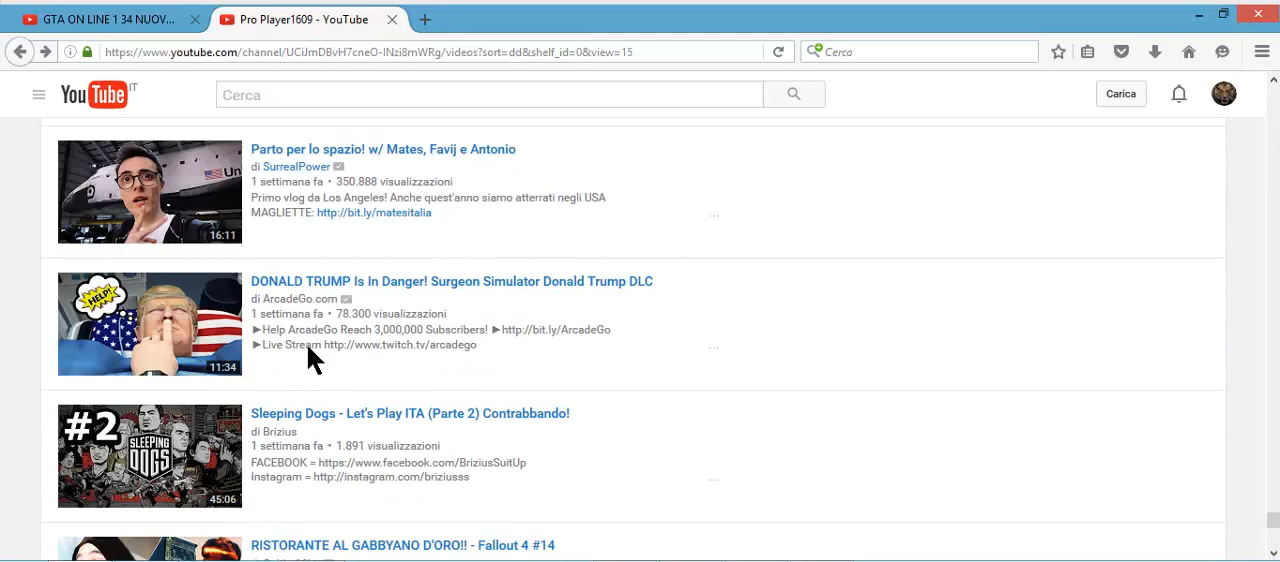 GTA ON LINE 1 34 NUOV...
Pro Player1609 - YouTube
https://www.youtube.com/channel/UCiJmDBvH7cneO-INzi8mWRg/videos?sort=dd&shelf_id=0&view=15
Cerca
YouTube IT
Cerca
Carica
Parto per lo spazio! w/ Mates, Favij e Antonio
di SurrealPower
1 settimana fa • 350.888 visualizzazioni
Primo vlog da Los Angeles! Anche quest'anno siamo atterrati negli USA
MAGLIETTE: http://bit.ly/matesitalia
...
16:11
DONALD TRUMP Is In Danger! Surgeon Simulator Donald Trump DLC
di ArcadeGo.com
1 settimana fa • 78.300 visualizzazioni
►Help ArcadeGo Reach 3,000,000 Subscribers! ►http://bit.ly/ArcadeGo
►Live Stream http://www.twitch.tv/arcadego
...
HELP!
11:34
Sleeping Dogs - Let's Play ITA (Parte 2) Contrabbando!
di Brizius
1 settimana fa • 1.891 visualizzazioni
FACEBOOK = https://www.facebook.com/BriziusSuitUp
Instagram = http://instagram.com/briziusss
...
#2
SLEEPING
DOGS
45:06
RISTORANTE AL GABBYANO D'ORO!! - Fallout 4 #14